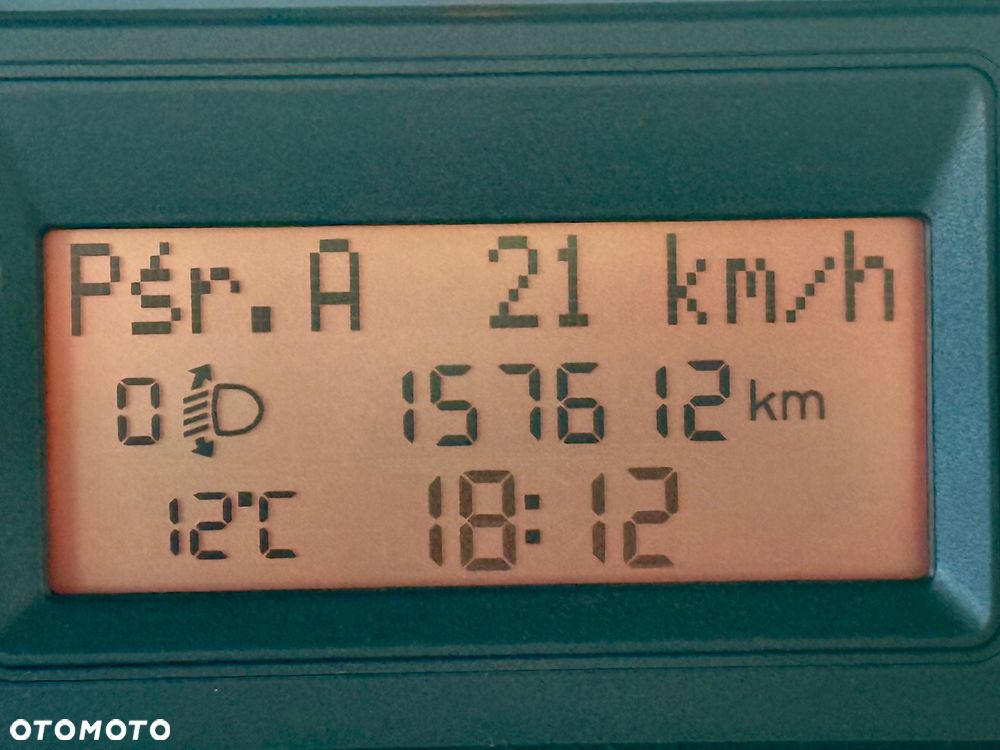 Pśr.A 21 km/h
0 157612 km
12°C 18:12
OTOMOTO